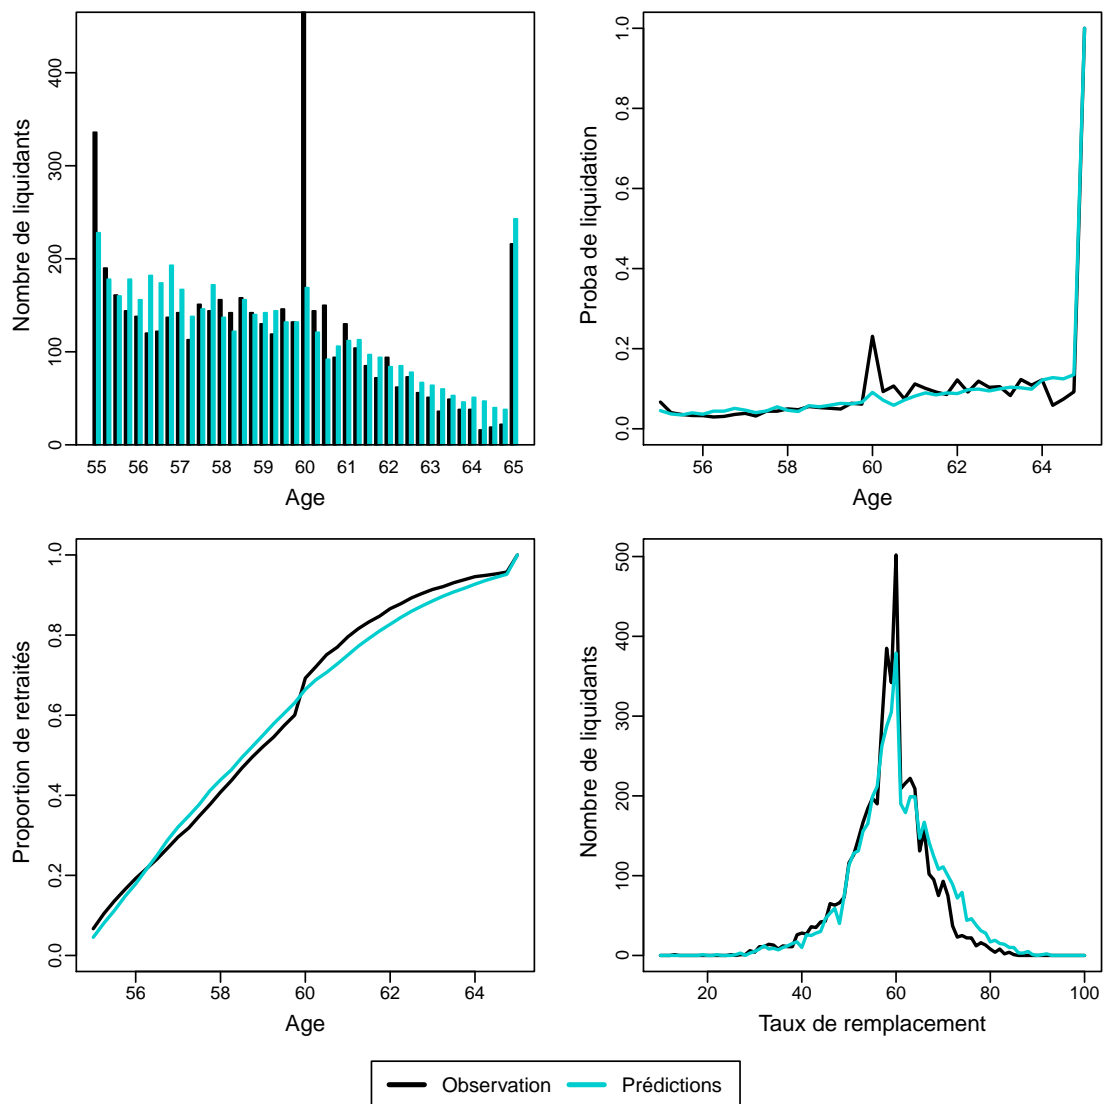 Nombre de liquidants
0 100 200 300 400
55 56 57 58 59 60 61 62 63 64 65
Age
Proba de liquidation
0.0 0.2 0.4 0.6 0.8 1.0
56 58 60 62 64
Age
Proportion de retraités
0.0 0.2 0.4 0.6 0.8 1.0
56 58 60 62 64
Age
Nombre de liquidants
0 100 200 300 400 500
20 40 60 80 100
Taux de remplacement
Observation Prédictions